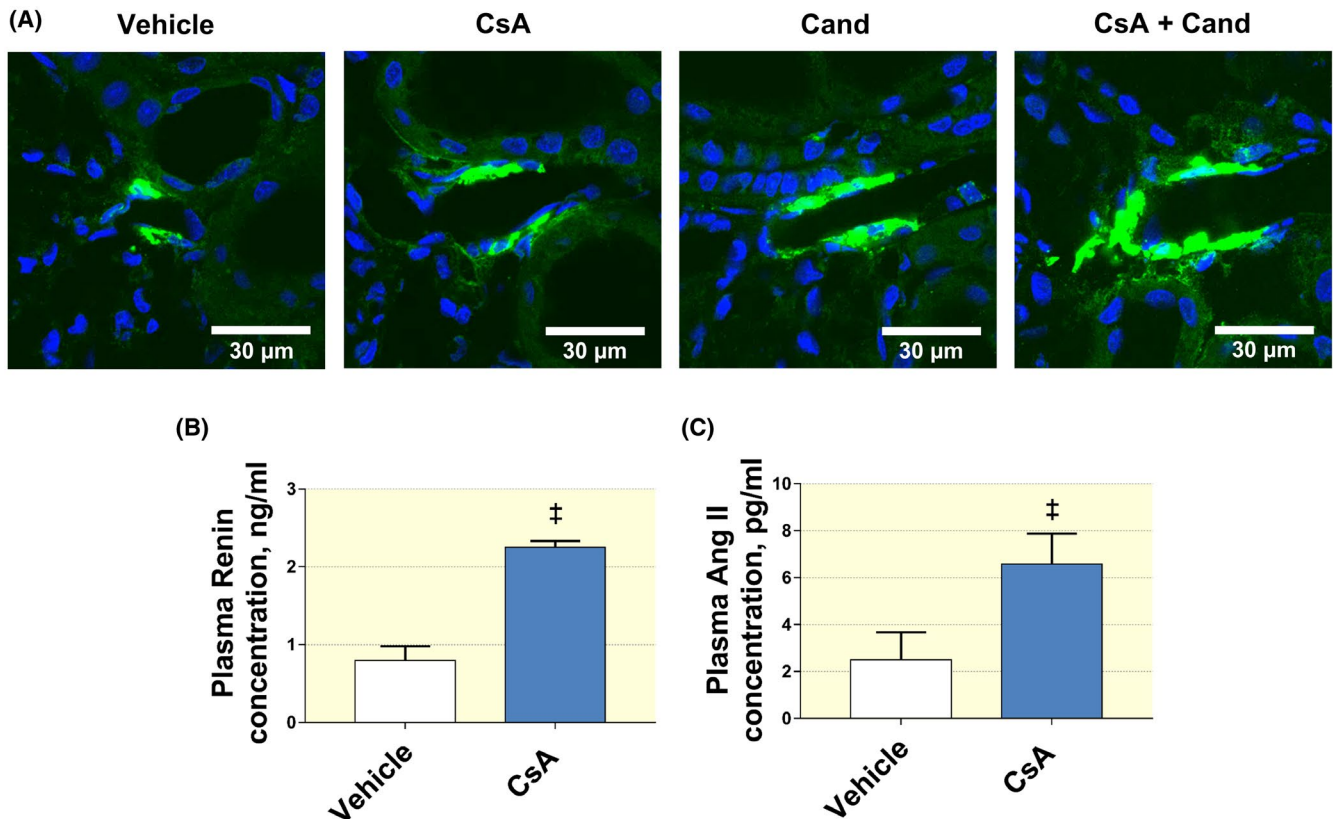 (A)
Vehicle
CsA
Cand
CsA + Cand
30 µm
30 µm
30 µm
30 µm
(B)
Plasma Renin
concentration, ng/ml
3
2
1
0
‡
Vehicle
CsA
(C)
Plasma Ang II
concentration, pg/ml
10
8
6
4
2
0
‡
Vehicle
CsA